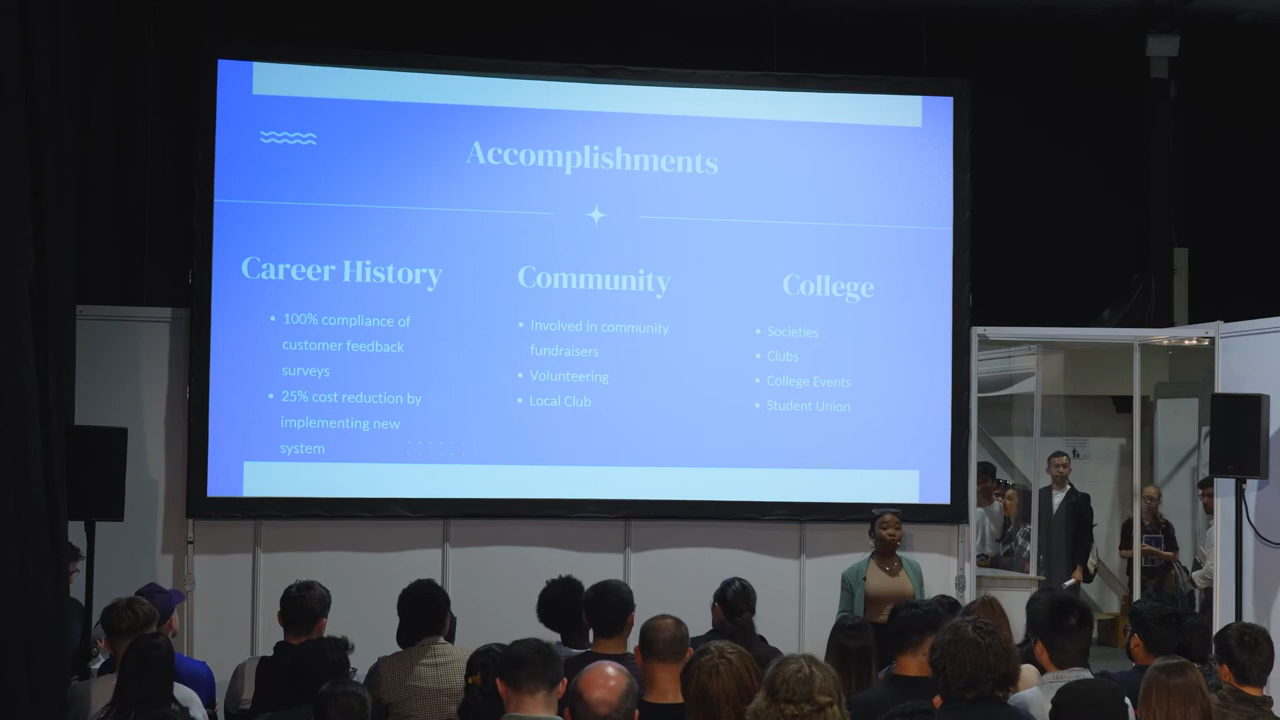 Accomplishments
Career History
• 100% compliance of
customer feedback
surveys
• 25% cost reduction by
implementing new
system
Community
• Involved in community
fundraisers
• Volunteering
• Local Club
College
• Societies
• Clubs
• College Events
• Student Union